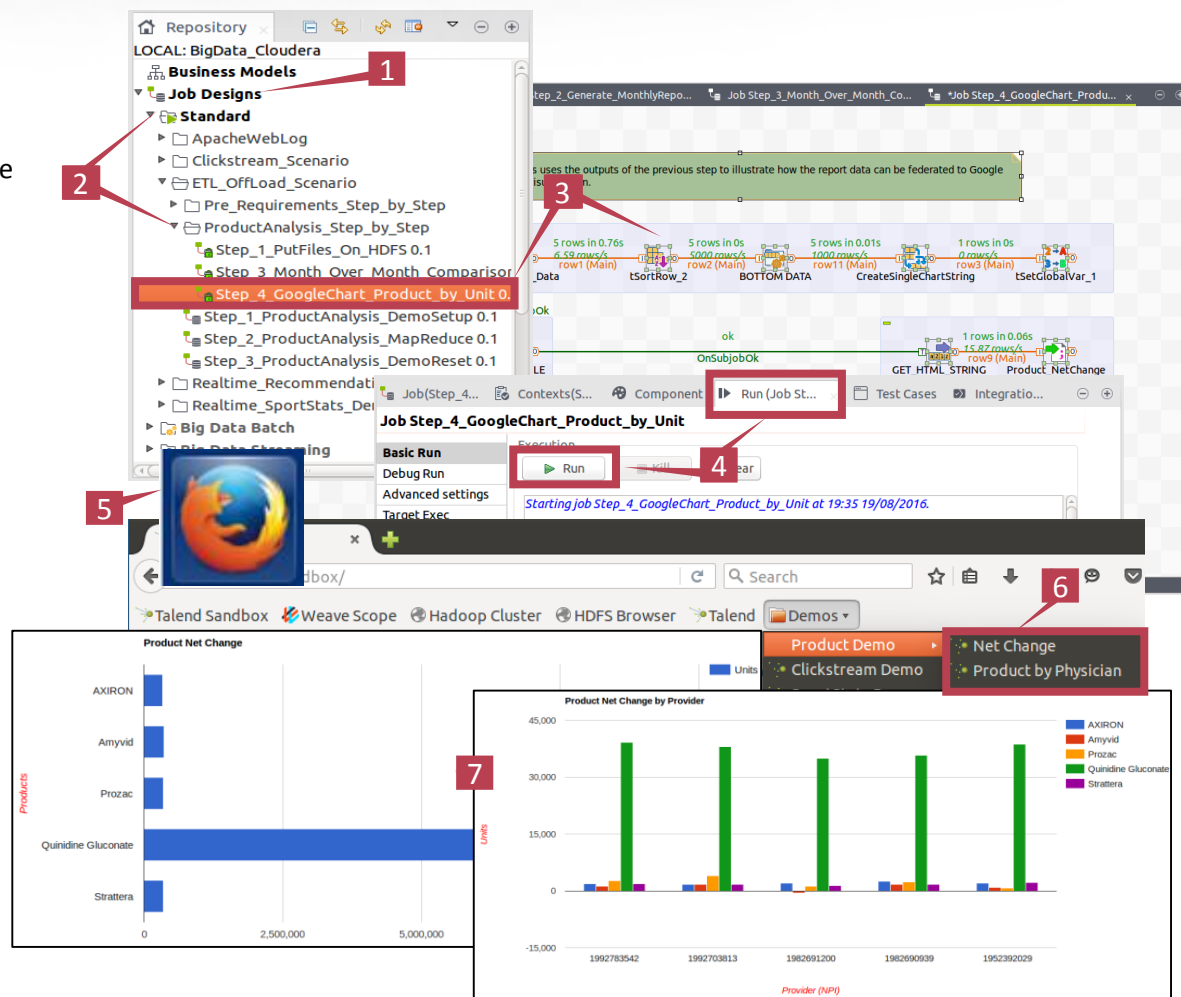 Repository
LOCAL: BigData_Cloudera
Business Models
1
Job Designs
Standard
ApacheWebLog
Clickstream_Scenario
2
ETL_OffLoad_Scenario
Pre_Requirements_Step_by_Step
ProductAnalysis_Step_by_Step
Step_1_PutFiles_On_HDFS 0.1
Step_3_Month_Over_Month_Comparison
Step_4_GoogleChart_Product_by_Unit 0.
Step_1_ProductAnalysis_DemoSetup 0.1
Step_2_ProductAnalysis_MapReduce 0.1
Step_3_ProductAnalysis_DemoReset 0.1
Realtime_Recommendati
Realtime_SportStats_De
Big Data Batch
Big Data Streaming
e
Step_2_Generate_MonthlyRepo...
Job Step_3_Month_Over_Month_Co...
*Job Step_4_GoogleChart_Produ...
s uses the outputs of the previous step to illustrate how the report data can be federated to Google
3
5 rows in 0.76s
6.59 rows/s
row1 (Main)
5 rows in 0s
5000 rows/s
row2 (Main)
5 rows in 0.01s
1000 rows/s
row11 (Main)
1 rows in 0s
0 rows/s
row3 (Main)
_Data
tSortRow_2
BOTTOM DATA
CreateSingleChartString
tSetGlobalVar_1
bOk
ok
OnSubjobOk
1 rows in 0.06s
15.87 rows/s
row9 (Main)
LE
GET_HTML_STRING
Product_NetChange
Job(Step_4...
Contexts(S...
Component
Run (Job St...
Test Cases
Integratio...
Job Step_4_GoogleChart_Product_by_Unit
Basic Run
Debug Run
Advanced settings
Target Exec
Execution
Run
Kill
4
ear
Starting job Step_4_GoogleChart_Product_by_Unit at 19:35 19/08/2016.
5
dbox/
Search
6
Talend Sandbox
Weave Scope
Hadoop Cluster
HDFS Browser
Talend
Demos
Product Demo
Clickstream Demo
Net Change
Product by Physician
Product Net Change
Units
AXIRON
Amyvid
Prozac
Quinidine Gluconate
Strattera
Products
0
2,500,000
5,000,000
7
Product Net Change by Provider
45,000
30,000
15,000
0
-15,000
Units
AXIRON
Amyvid
Prozac
Quinidine Gluconate
Strattera
1992783542
1992703813
1982691200
1982690939
1952392029
Provider (NPI)